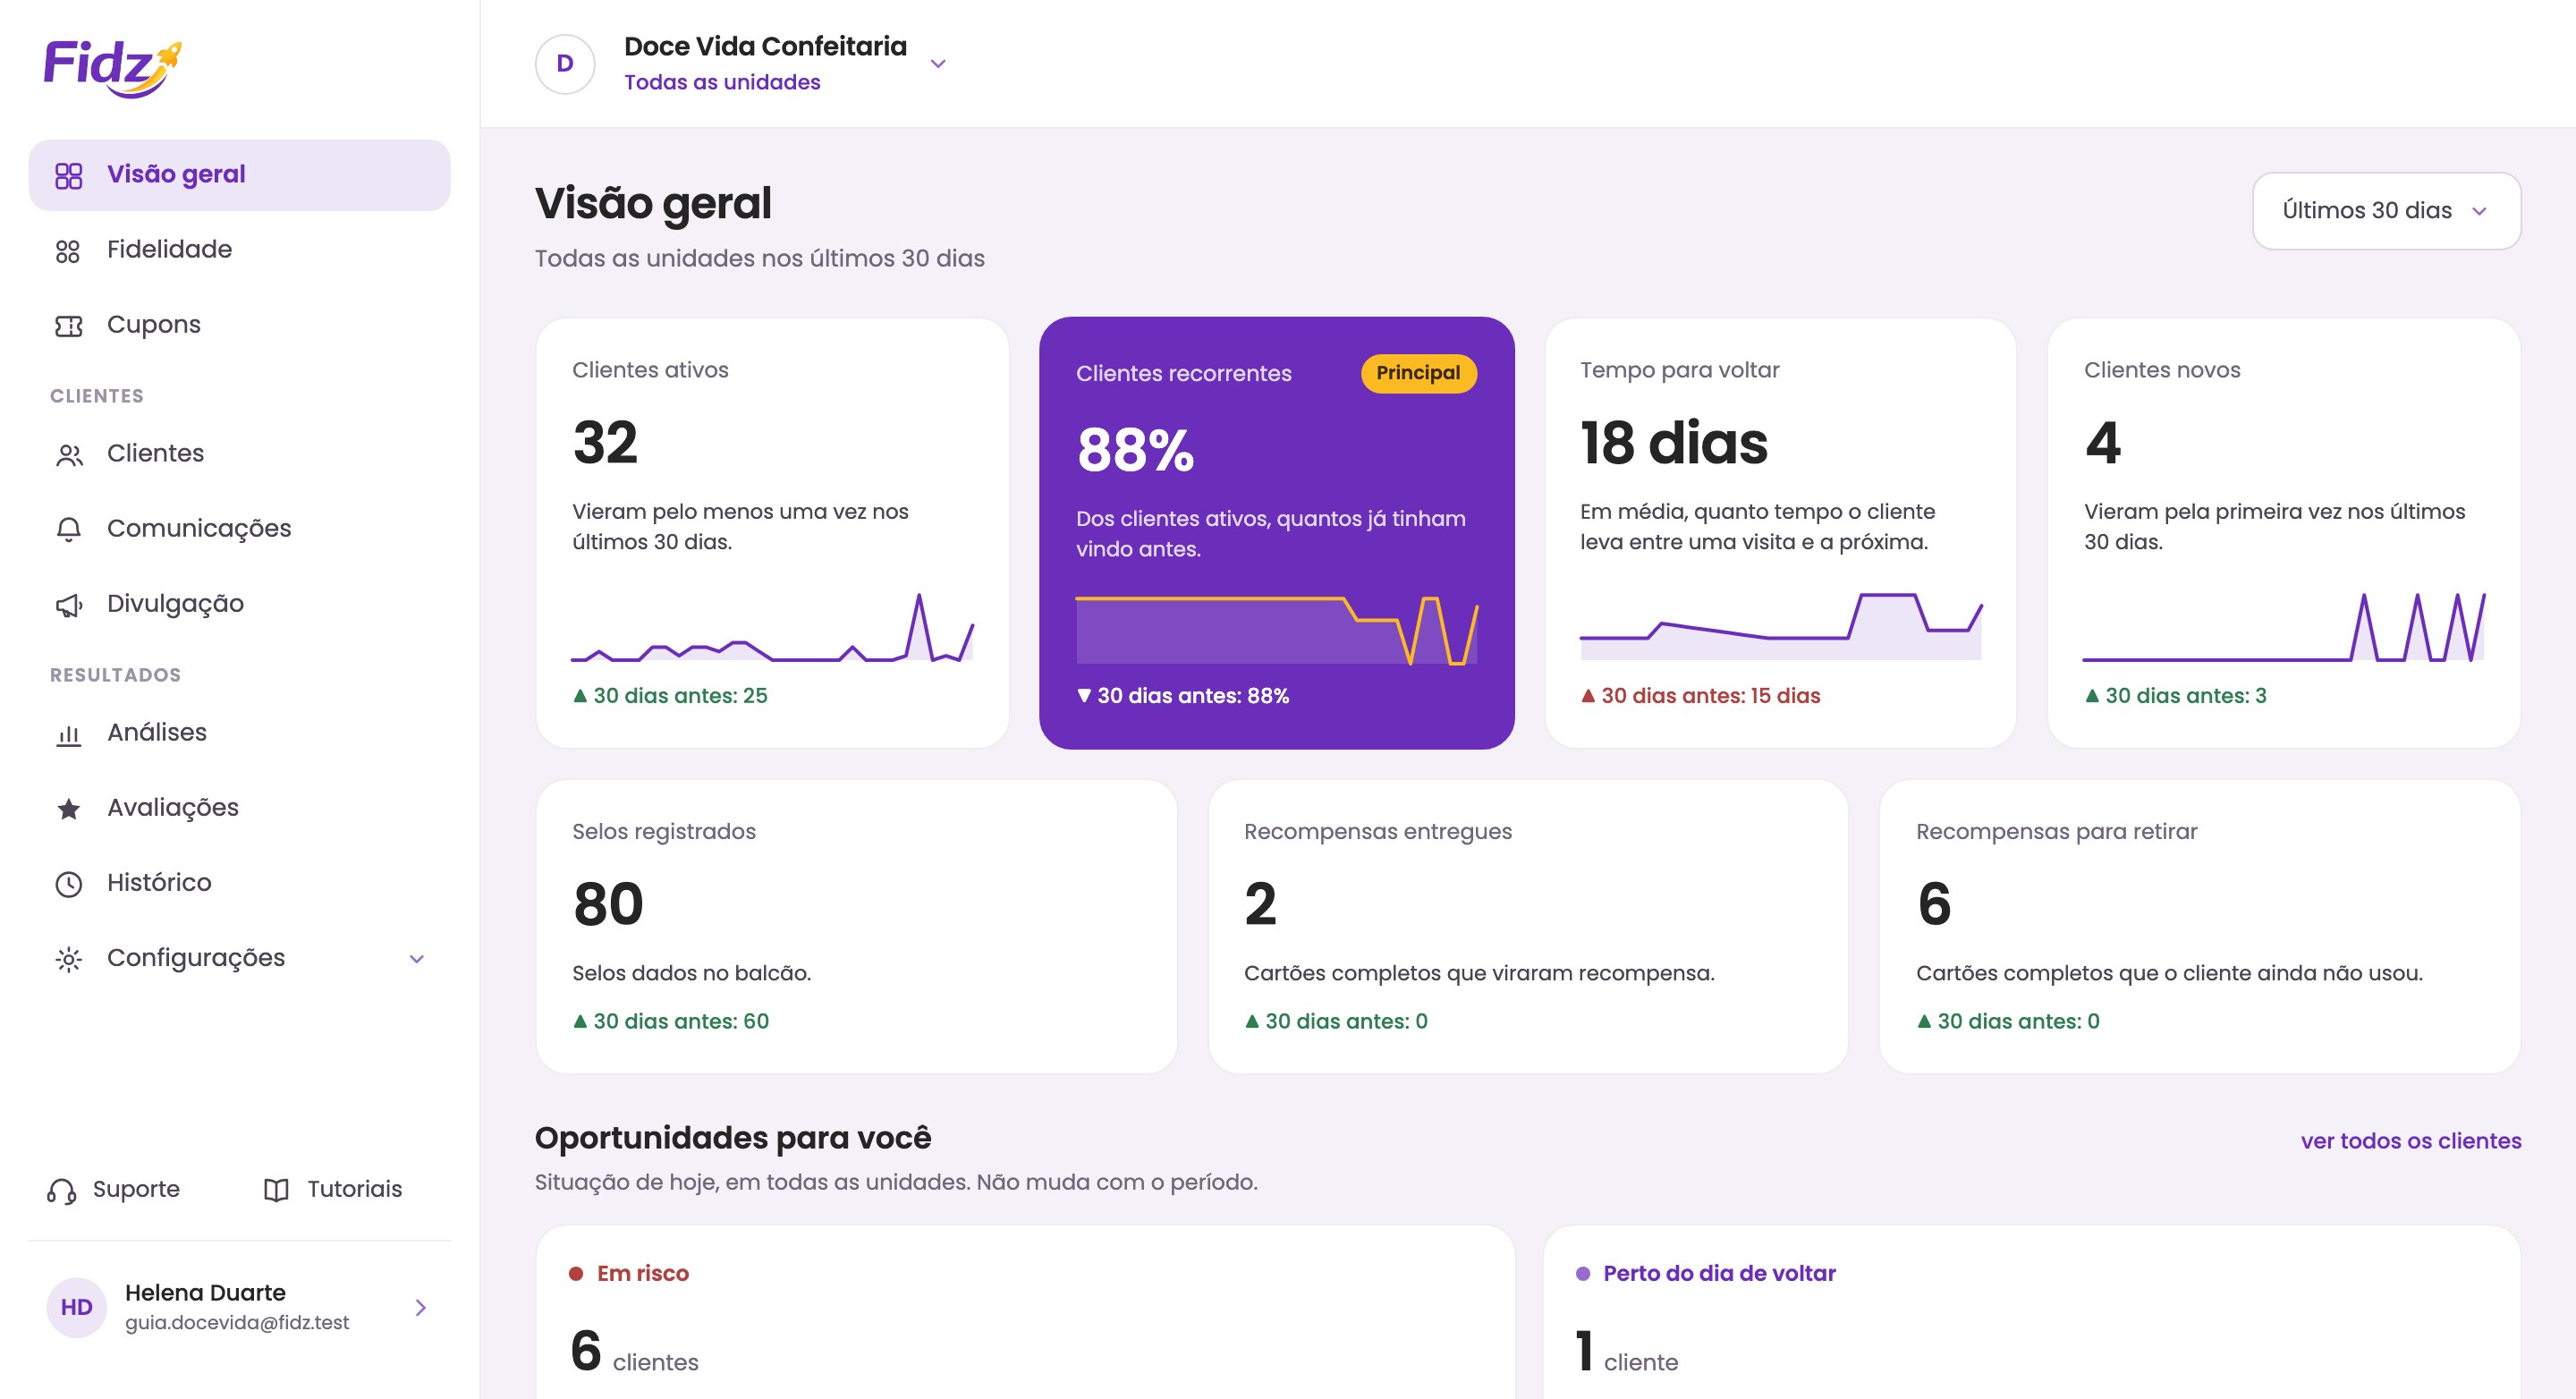 Fidz
Visão geral
Fidelidade
Cupons
CLIENTES
Clientes
Comunicações
Divulgação
RESULTADOS
Análises
Avaliações
Histórico
Configurações
Suporte
Tutoriais
HD
Helena Duarte
guia.docevida@fidz.test
D
Doce Vida Confeitaria
Todas as unidades
Visão geral
Todas as unidades nos últimos 30 dias
Últimos 30 dias
Clientes ativos
32
Vieram pelo menos uma vez nos
últimos 30 dias.
▲ 30 dias antes: 25
Clientes recorrentes
Principal
88%
Dos clientes ativos, quantos já tinham
vindo antes.
▼ 30 dias antes: 88%
Tempo para voltar
18 dias
Em média, quanto tempo o cliente
leva entre uma visita e a próxima.
▲ 30 dias antes: 15 dias
Clientes novos
4
Vieram pela primeira vez nos últimos
30 dias.
▲ 30 dias antes: 3
Selos registrados
80
Selos dados no balcão.
▲ 30 dias antes: 60
Recompensas entregues
2
Cartões completos que viraram recompensa.
▲ 30 dias antes: 0
Recompensas para retirar
6
Cartões completos que o cliente ainda não usou.
▲ 30 dias antes: 0
Oportunidades para você
ver todos os clientes
Situação de hoje, em todas as unidades. Não muda com o período.
Em risco
6 clientes
Perto do dia de voltar
1 cliente